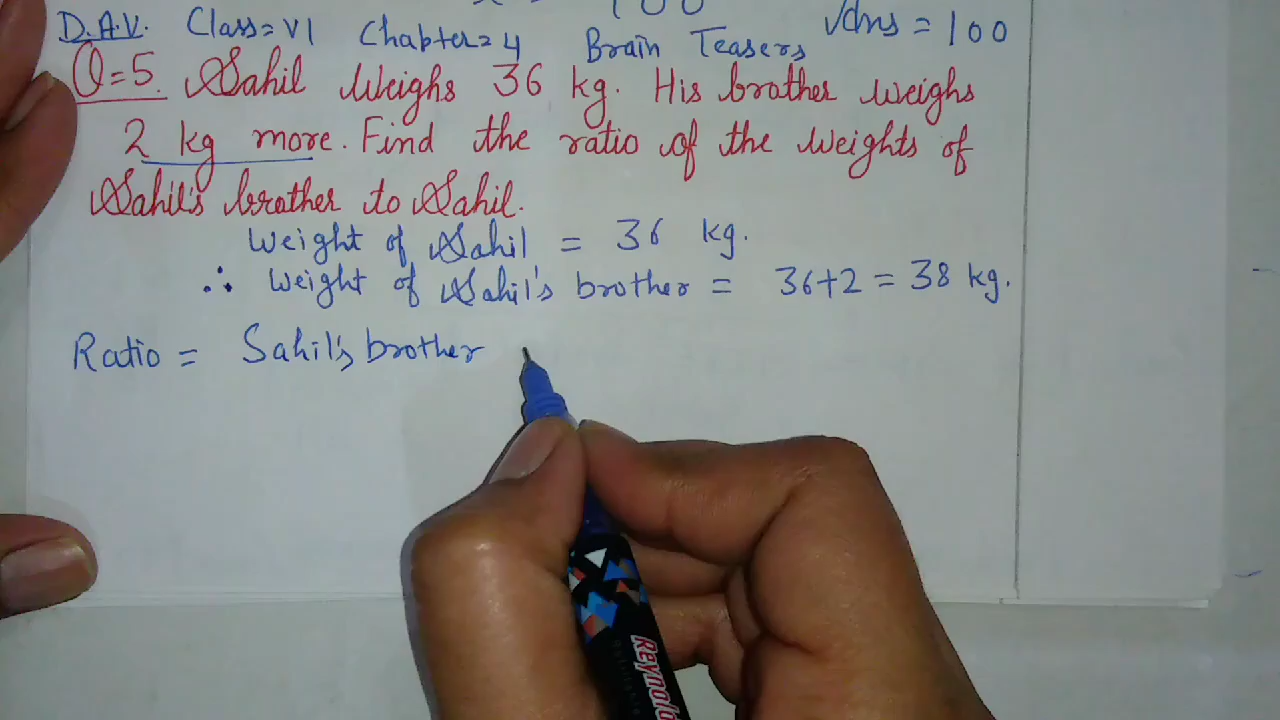 100
D.A.V. Class=VI Chapter=4 Brain Teasers √ans = 100
Q=5. Sahil weighs 36 kg. His brother weighs
2 kg more. Find the ratio of the weights of
Sahil's brother to Sahil.
Weight of Sahil = 36 kg.
∴ Weight of Sahil's brother = 36+2 = 38 kg.
Ratio = Sahil's brother
REYNOLD